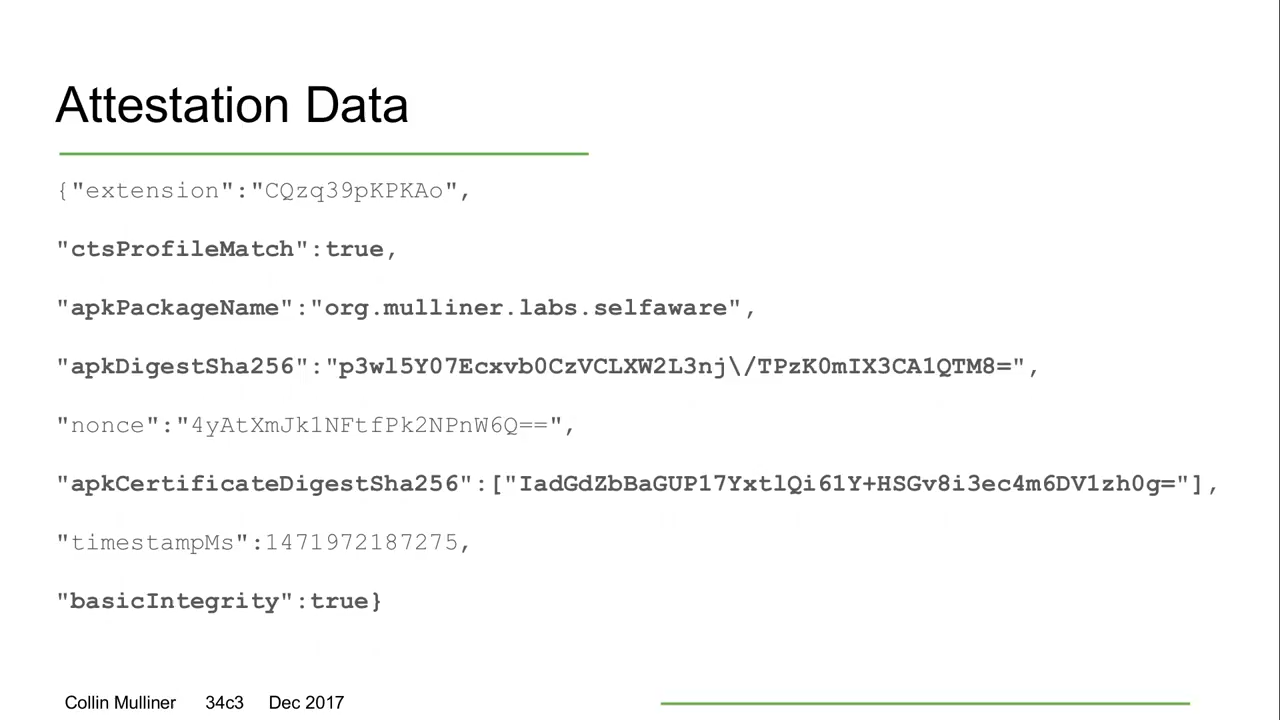 Attestation Data
{"extension":"CQzq39pKPKAo",
"ctsProfileMatch":true,
"apkPackageName":"org.mulliner.labs.selfaware",
"apkDigestSha256":"p3wl5Y07Ecxvb0CzVCLXW2L3nj\/TPzK0mIX3CA1QTM8=",
"nonce":"4yAtXmJk1NFtfPk2NPnW6Q==",
"apkCertificateDigestSha256":["IadGdZbBaGUP17YxtlQi61Y+HSGv8i3ec4m6DV1zh0g="],
"timestampMs":1471972187275,
"basicIntegrity":true}
Collin Mulliner 34c3 Dec 2017